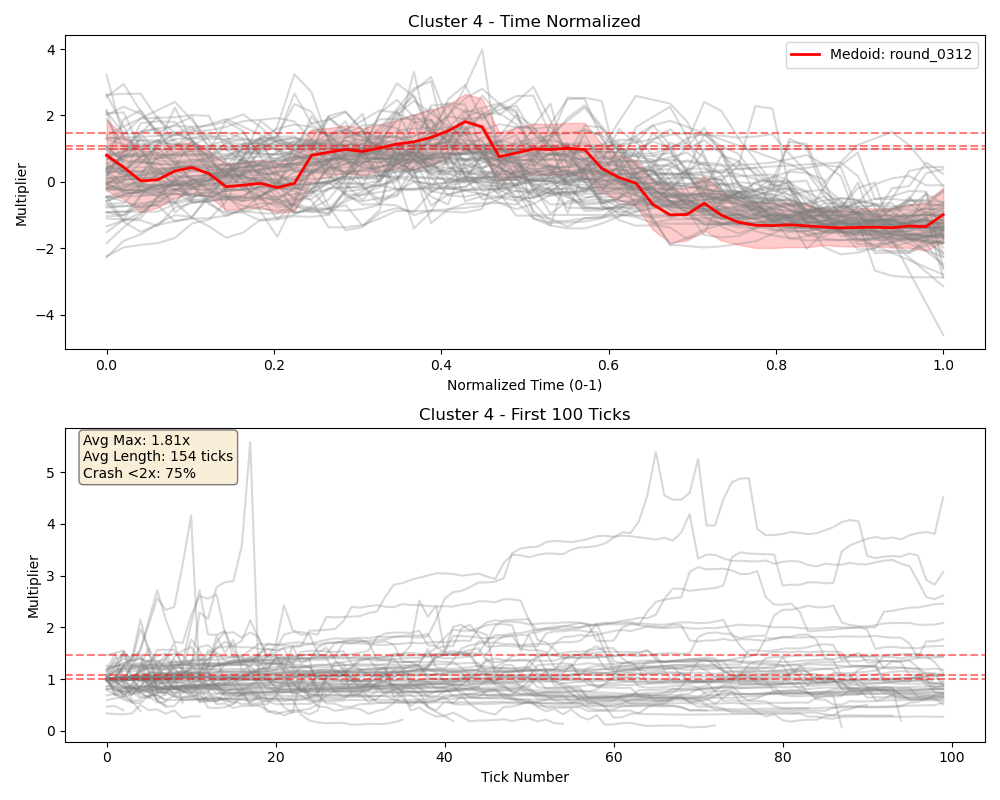 Cluster 4 - Time Normalized
4
2
0
−2
−4
Multiplier
Medoid: round_0312
0.0
0.2
0.4
0.6
0.8
1.0
Normalized Time (0-1)
Cluster 4 - First 100 Ticks
Avg Max: 1.81x
Avg Length: 154 ticks
Crash <2x: 75%
5
4
3
2
1
0
Multiplier
0
20
40
60
80
100
Tick Number